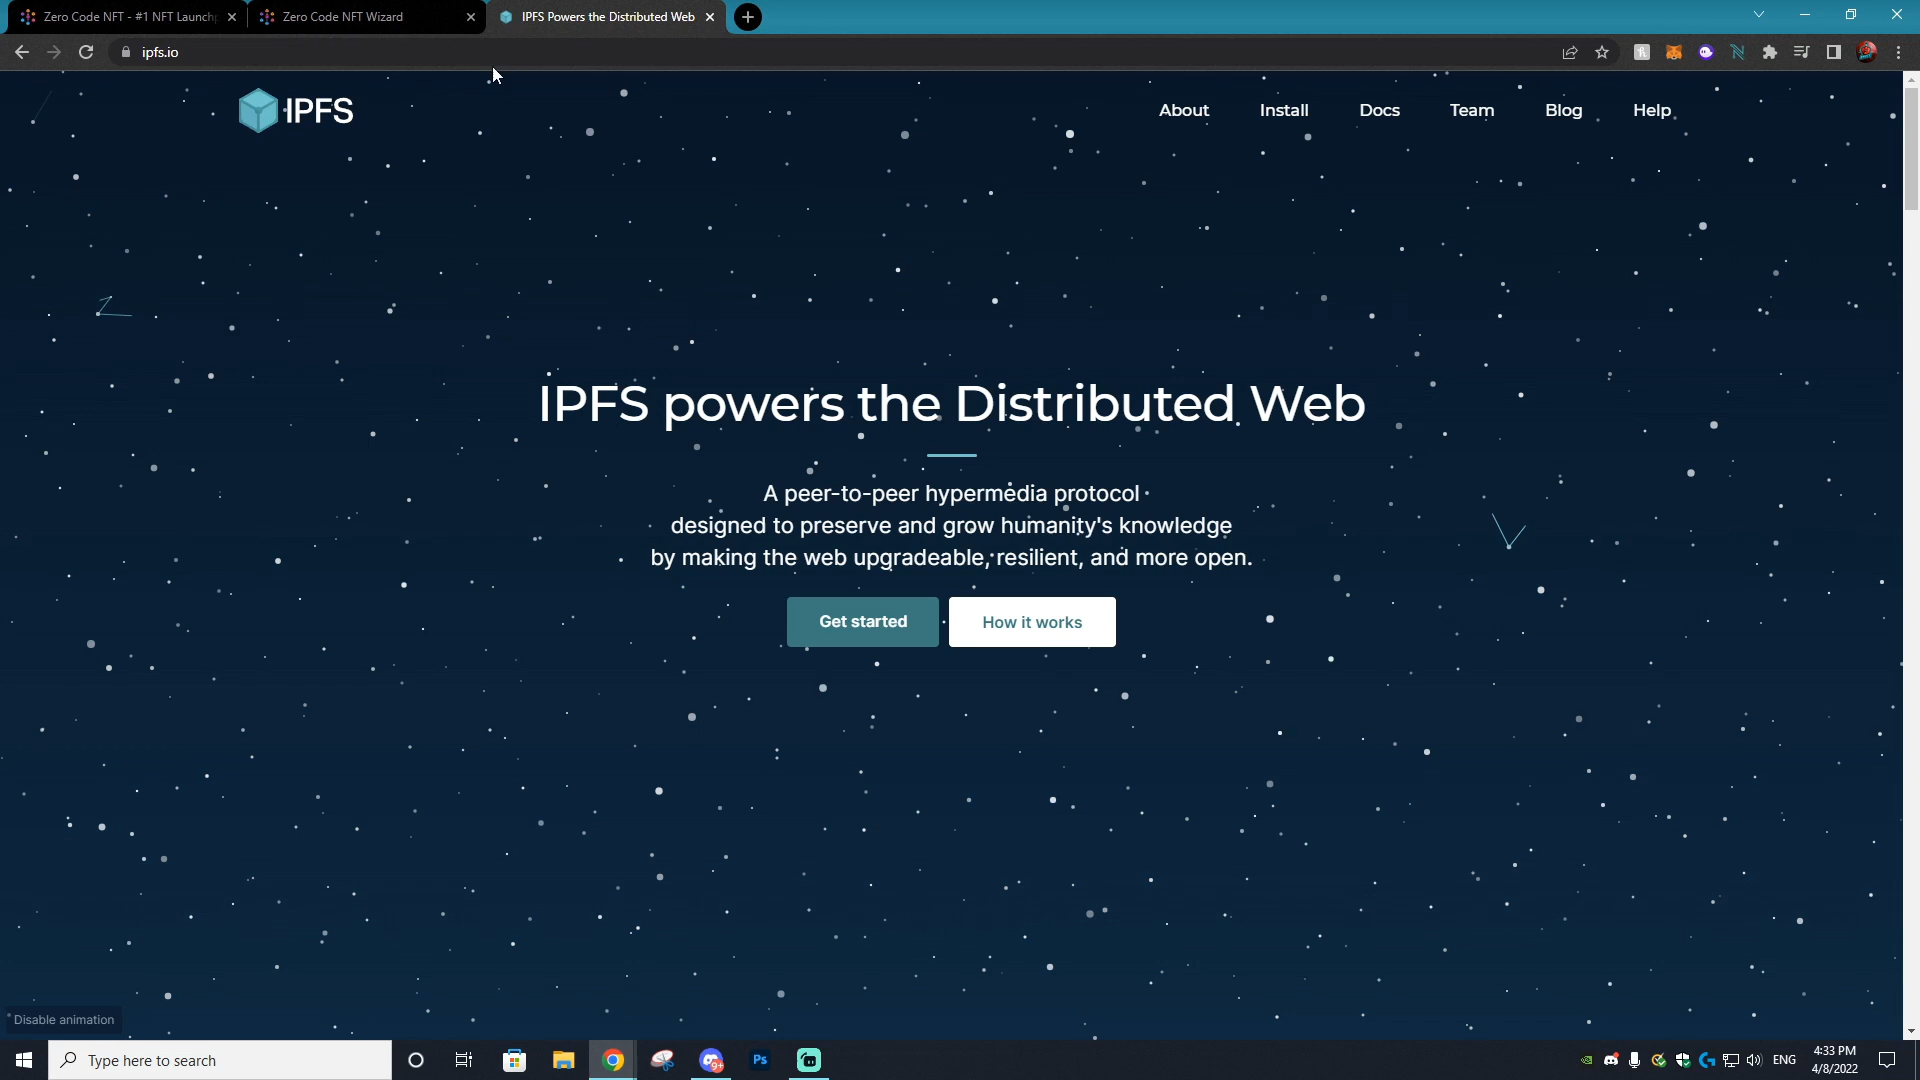 Zero Code NFT - #1 NFT Launchp
Zero Code NFT Wizard
IPFS Powers the Distributed Web
ipfs.io
IPFS
About
Install
Docs
Team
Blog
Help
IPFS powers the Distributed Web
A peer-to-peer hypermedia protocol
designed to preserve and grow humanity's knowledge
by making the web upgradeable, resilient, and more open.
Get started
How it works
Disable animation
Type here to search
9+
Ps
ENG
4:33 PM
4/8/2022